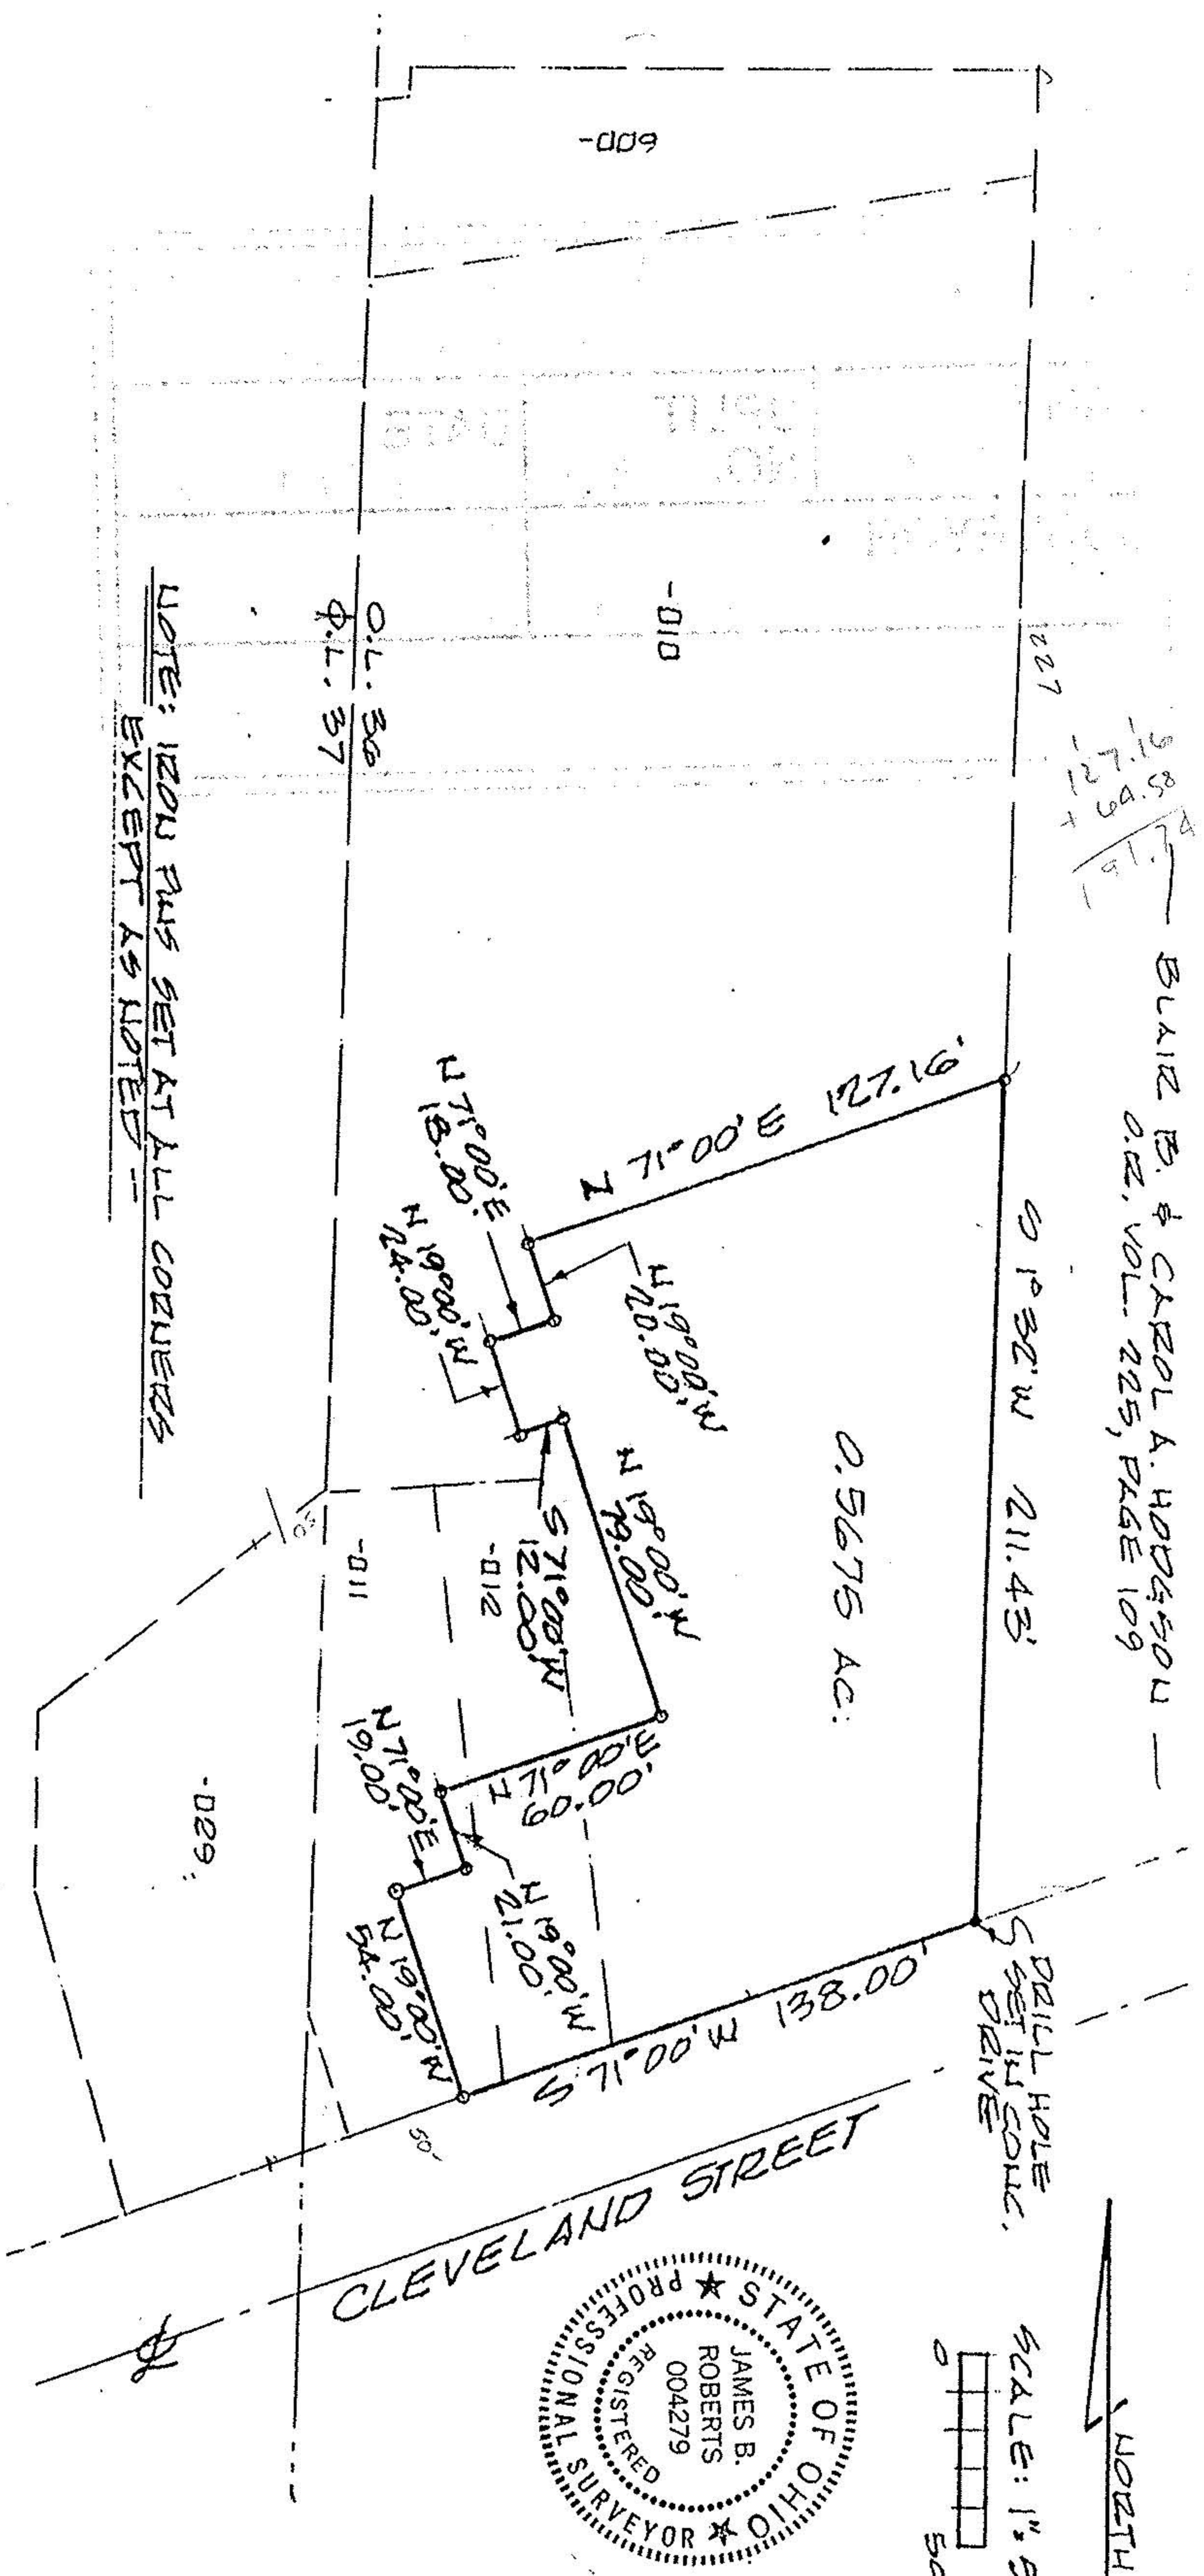 BLAIR B. & CAROL A. HODGSON
O.R. VOL. 225, PAGE 109
127.16
+ 64.58
191.74
227
S 1°32' W 211.43'
DRILL HOLE
SET IN CONC.
DRIVE
NORTH
SCALE: 1"
0
50
0.5675 AC.
N 71°00' E 127.16'
N 19°00' W
20.00'
N 71°00' E
18.00'
N 19°00' W
24.00'
S 71°00' W
12.00'
N 19°00' W
79.00'
N 71°00' E
60.00'
N 19°00' W
21.00'
N 71°00' E
19.00'
N 19°00' W
54.00'
S 71°00' W 138.00'
50'
CLEVELAND STREET
-009
-010
-011
-012
-029
O.L. 36
O.L. 37
NOTE: IRON PINS SET AT ALL CORNERS
EXCEPT AS NOTED --
STATE OF OHIO
JAMES B.
ROBERTS
004279
REGISTERED
PROFESSIONAL SURVEYOR
SPLIT
NO.
DATE